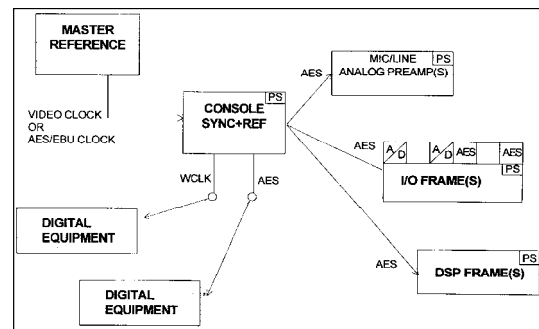 MASTER
REFERENCE
VIDEO CLOCK
OR
AES/EBU CLOCK
PS
CONSOLE
SYNC+REF
WCLK
AES
DIGITAL
EQUIPMENT
DIGITAL
EQUIPMENT
AES
MIC/LINE
PS
ANALOG PREAMP(S)
AES
A/D
A/D
AES
AES
I/O FRAME(S)
PS
AES
PS
DSP FRAME(S)